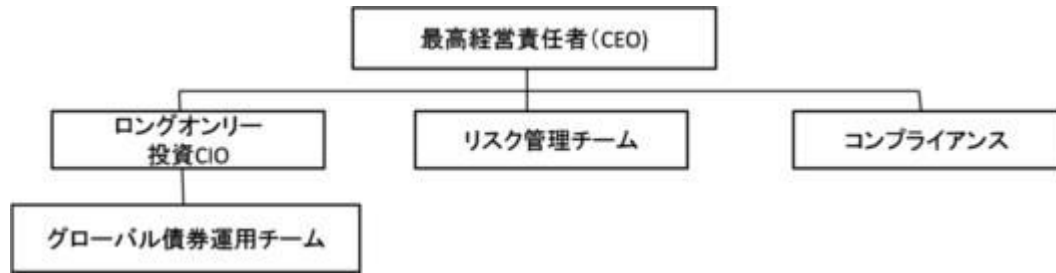 最高経営責任者（CEO)
ロングオンリー
投資CIO
リスク管理チーム
コンプライアンス
グローバル債券運用チーム